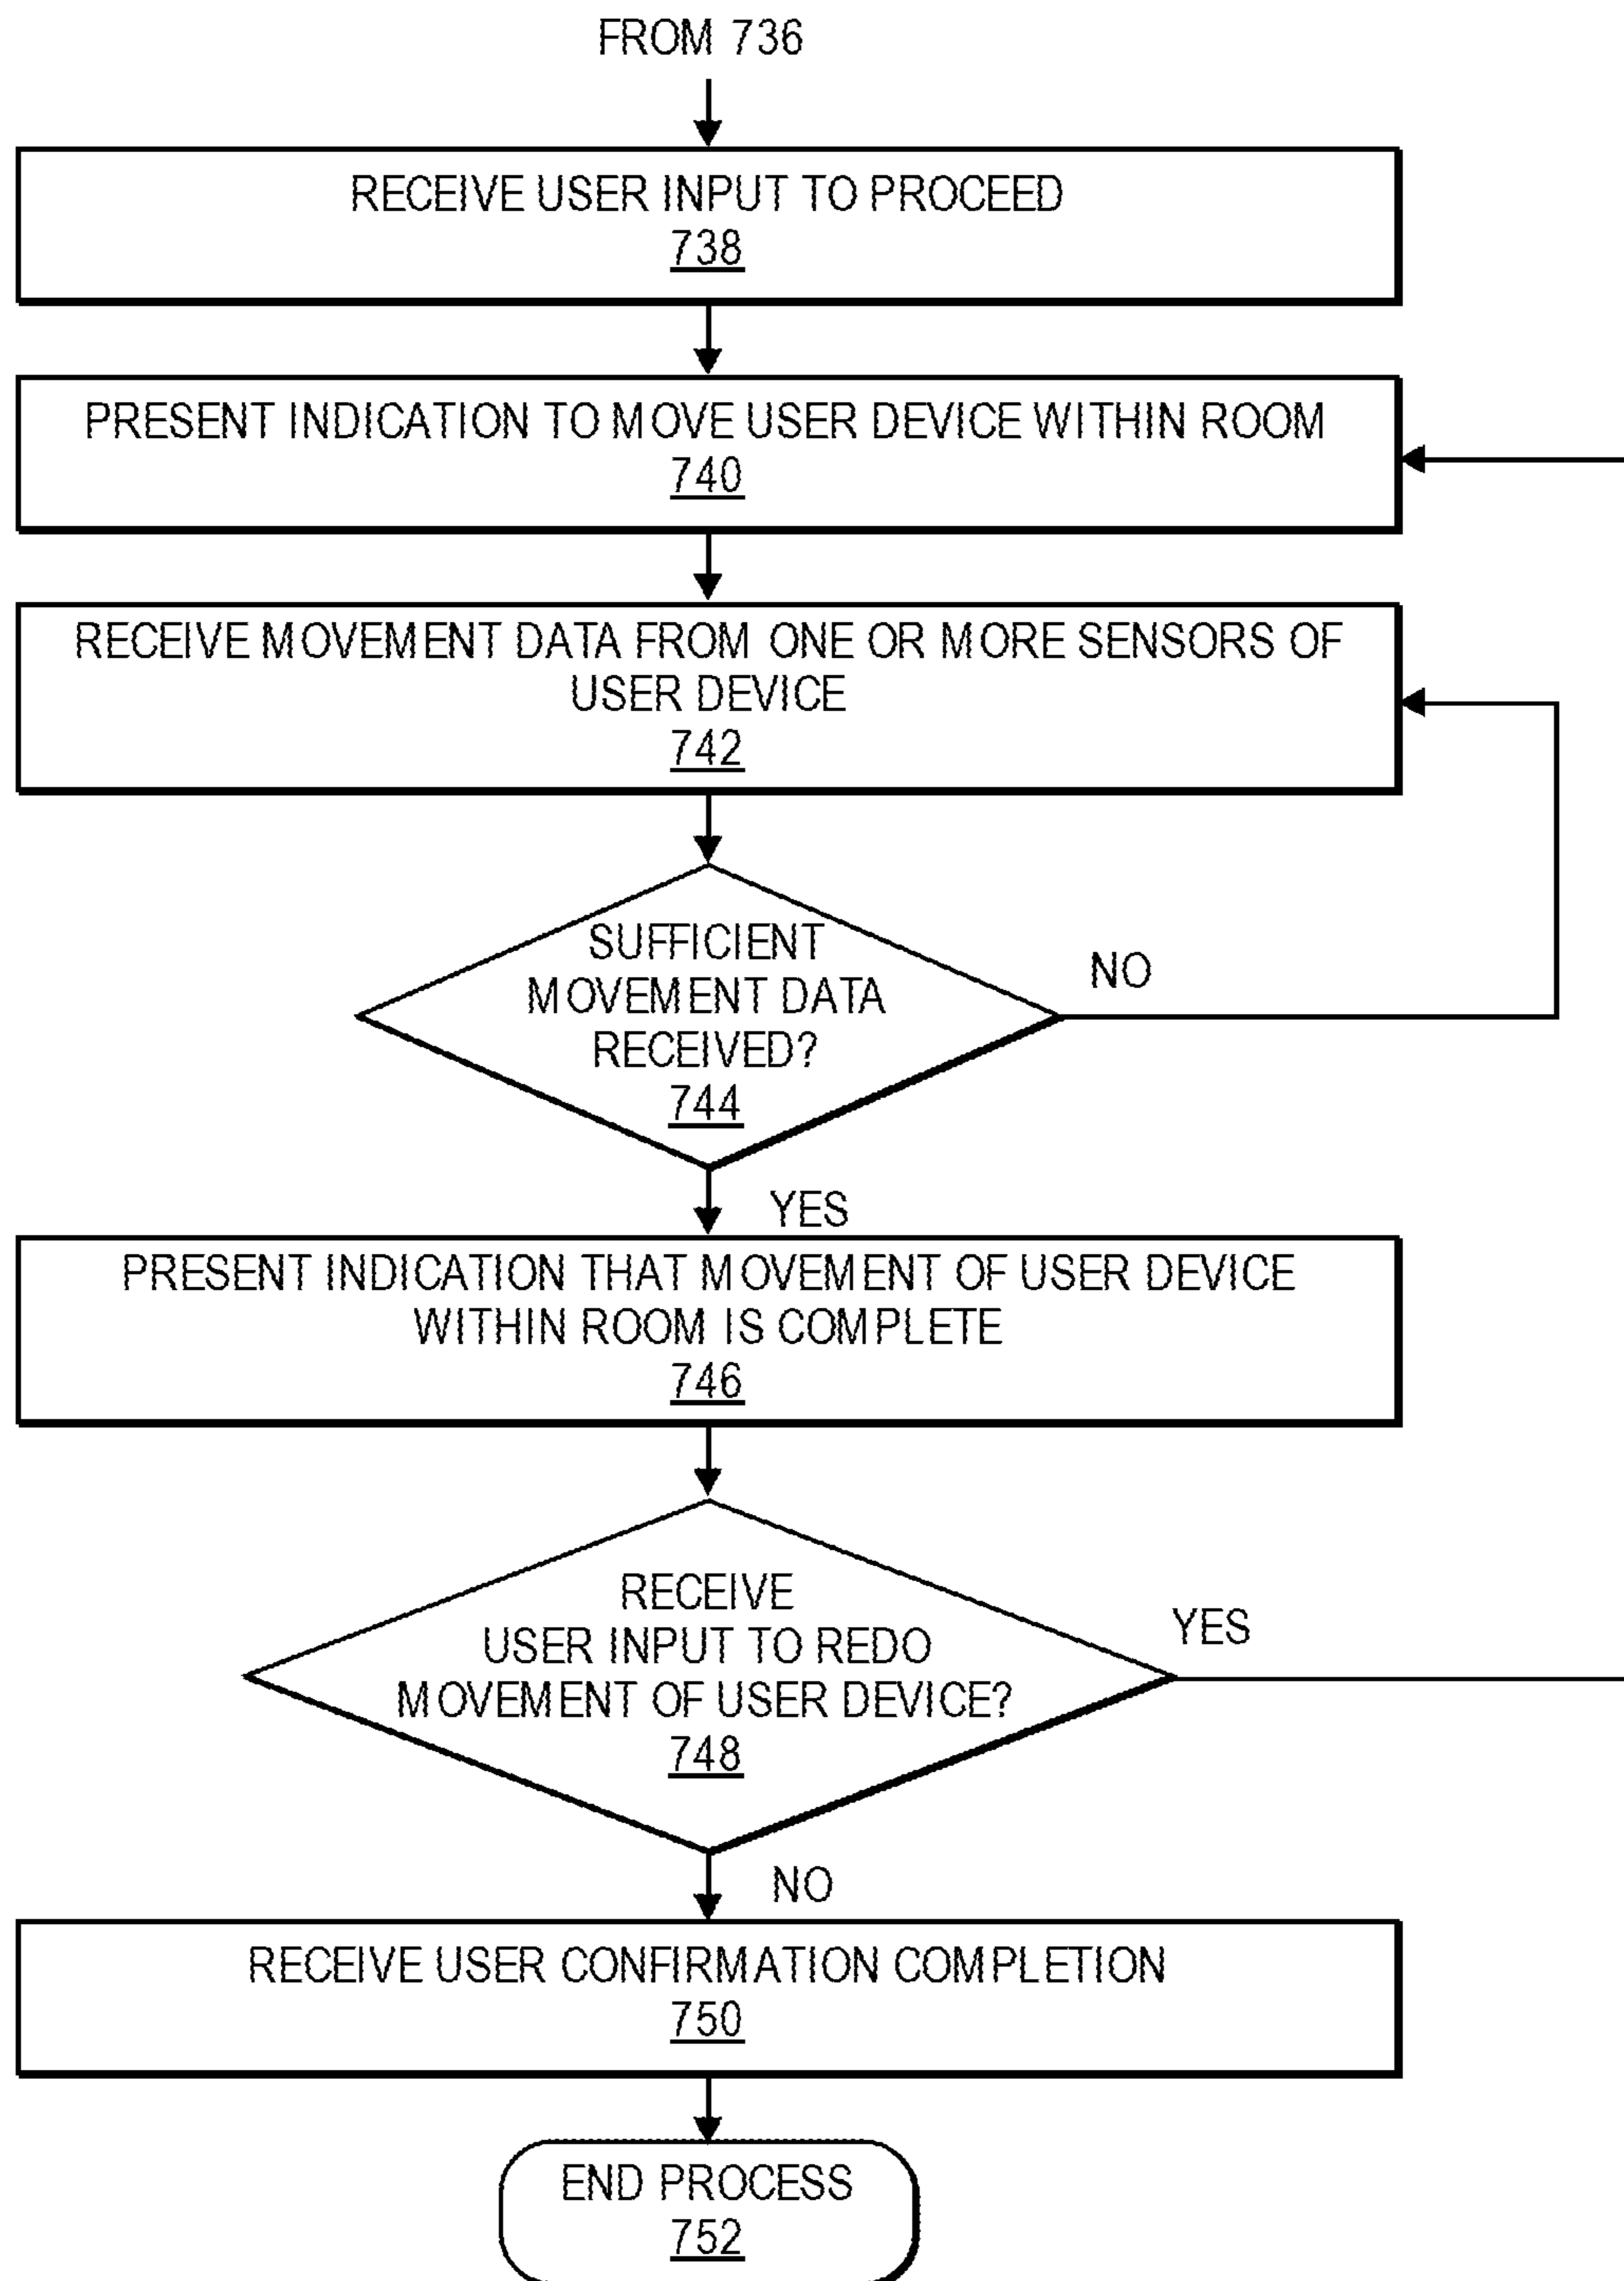 FROM 736
RECEIVE USER INPUT TO PROCEED
738
PRESENT INDICATION TO MOVE USER DEVICE WITHIN ROOM
740
RECEIVE MOVEMENT DATA FROM ONE OR MORE SENSORS OF
USER DEVICE
742
SUFFICIENT
MOVEMENT DATA
RECEIVED?
744
NO
YES
PRESENT INDICATION THAT MOVEMENT OF USER DEVICE
WITHIN ROOM IS COMPLETE
746
RECEIVE
USER INPUT TO REDO
MOVEMENT OF USER DEVICE?
748
YES
NO
RECEIVE USER CONFIRMATION COMPLETION
750
END PROCESS
752